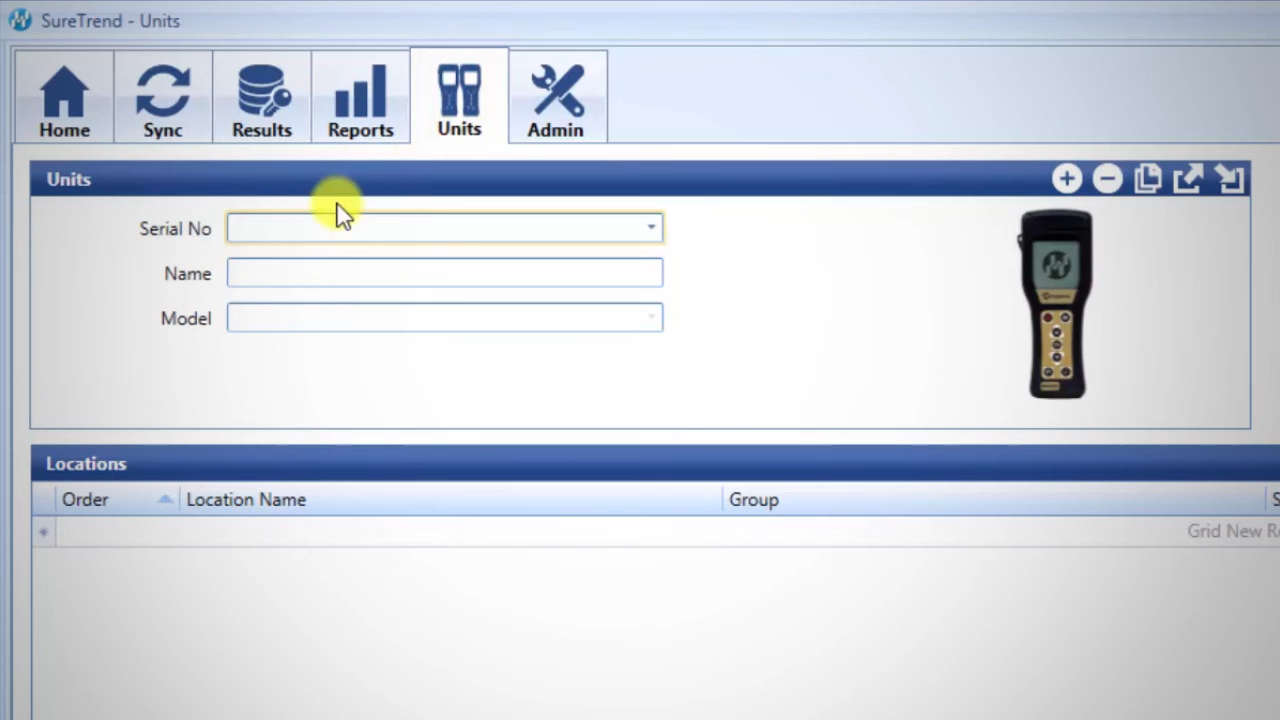 SureTrend - Units
Home Sync Results Reports Units Admin
Units
Serial No
Name
Model
Locations
Order Location Name Group
Grid New